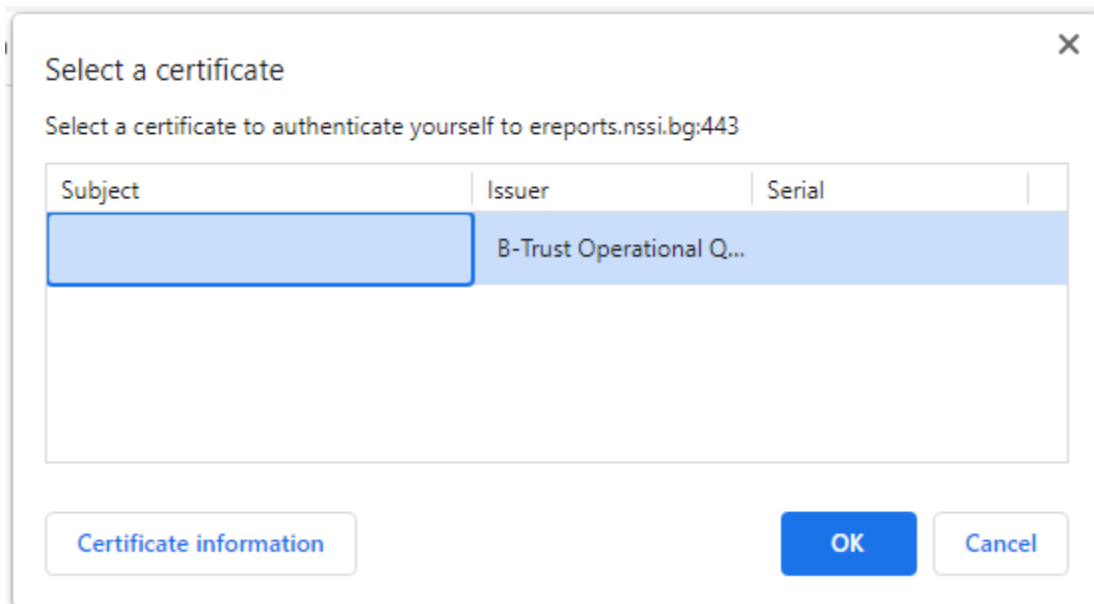 Select a certificate
Select a certificate to authenticate yourself to ereports.nssi.bg:443
Subject Issuer Serial
B-Trust Operational Q...
Certificate information OK Cancel